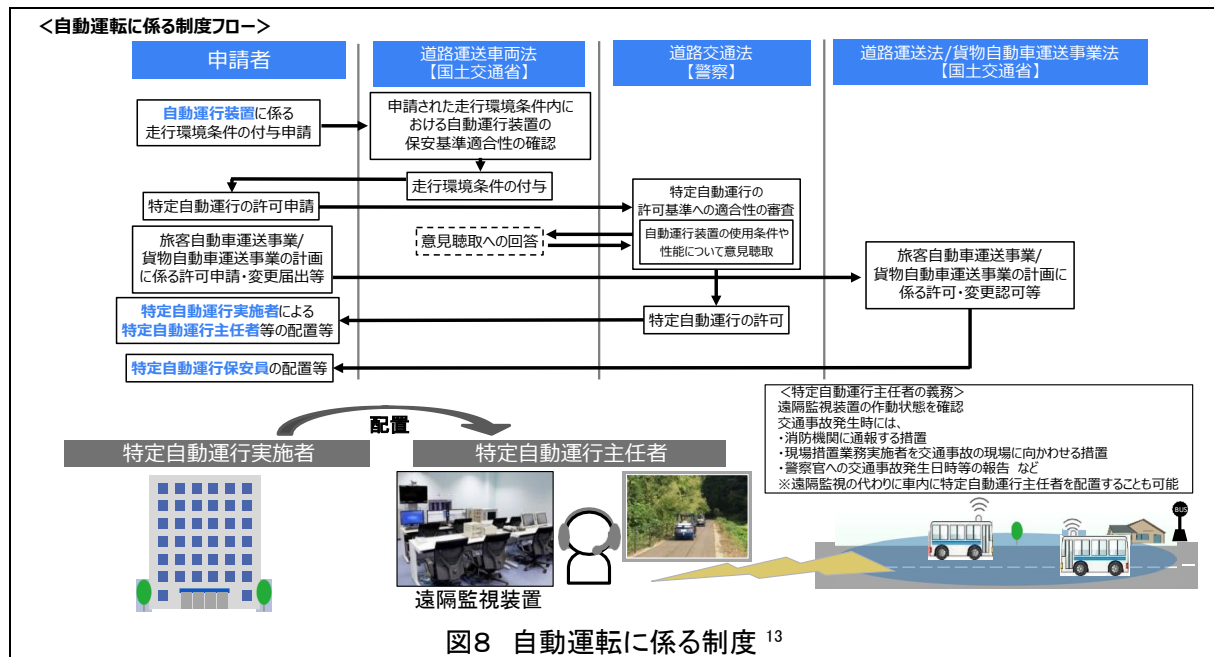 ＜自動運転に係る制度フロー＞
申請者
道路運送車両法
【国土交通省】
道路交通法
【警察】
道路運送法/貨物自動車運送事業法
【国土交通省】
自動運行装置に係る
走行環境条件の付与申請
申請された走行環境条件内に
おける自動運行装置の
保安基準適合性の確認
走行環境条件の付与
特定自動運行の許可申請
特定自動運行の
許可基準への適合性の審査
自動運行装置の使用条件や
性能について意見聴取
意見聴取への回答
旅客自動車運送事業/
貨物自動車運送事業の計画
に係る許可申請・変更届出等
旅客自動車運送事業/
貨物自動車運送事業の計画に
係る許可・変更認可等
特定自動運行実施者による
特定自動運行主任者等の配置等
特定自動運行の許可
特定自動運行保安員の配置等
＜特定自動運行主任者の義務＞
遠隔監視装置の作動状態を確認
交通事故発生時には、
・消防機関に通報する措置
・現場措置業務実施者を交通事故の現場に向かわせる措置
・警察官への交通事故発生日時等の報告 など
※遠隔監視の代わりに車内に特定自動運行主任者を配置することも可能
配置
特定自動運行実施者
特定自動運行主任者
BUS
遠隔監視装置
図8 自動運転に係る制度 13